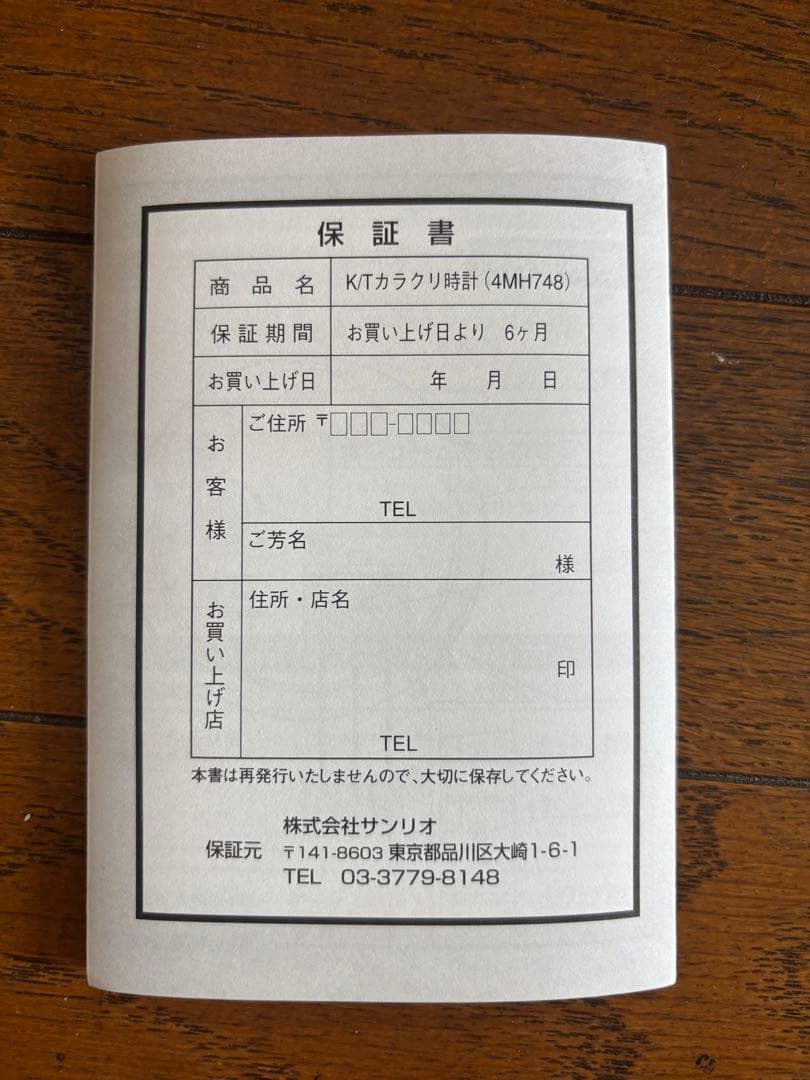 保証書
商品名 K/Tカラクリ時計(4MH748)
保証期間 お買い上げ日より 6ヶ月
お買い上げ日 年 月 日
お客様
ご住所 〒□□□-□□□□
TEL
ご芳名
様
お買い上げ店
住所・店名
印
TEL
本書は再発行いたしませんので、大切に保存してください。
株式会社サンリオ
保証元 〒141-8603 東京都品川区大崎1-6-1
TEL 03-3779-8148